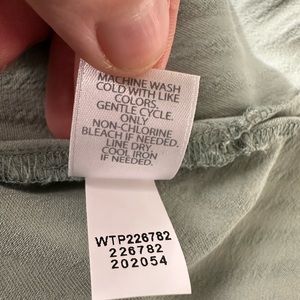 MACHINE WASH
COLD WITH LIKE
COLORS.
GENTLE CYCLE.
ONLY
NON-CHLORINE
BLEACH IF NEEDED.
LINE DRY.
COOL IRON
IF NEEDED.
WTP226782
226782
202054